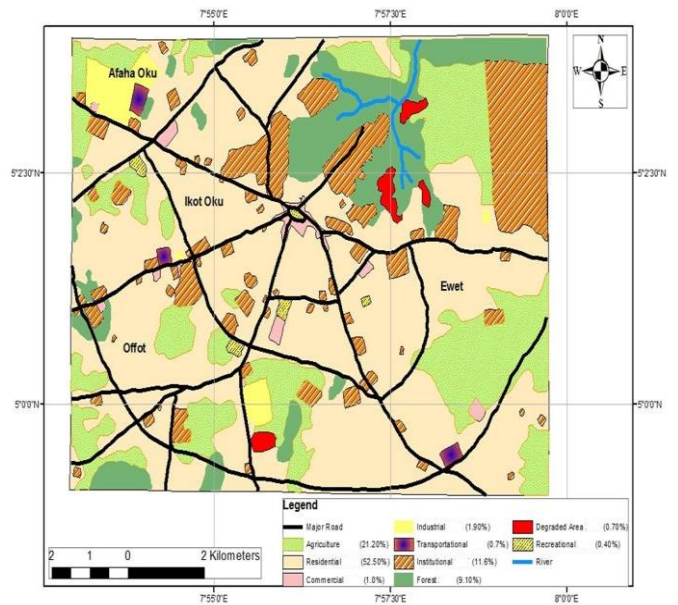 7°55'0"E 7°57'30"E 8°0'0"E
N
W E
S
Afaha Oku
5°2'30"N 5°2'30"N
Ikot Oku
Ewet
Offot
5°0'0"N 5°0'0"N
Legend
Major Road Industrial (1.90%) Degraded Area (0.70%)
Agriculture (21.20%) Transportational (0.7%) Recreational (0.40%)
Residential (52.50%) Institutional (11.6%) River
Commercial (1.0%) Forest (9.10%)
2 1 0 2 Kilometers
7°55'0"E 7°57'30"E 8°0'0"E